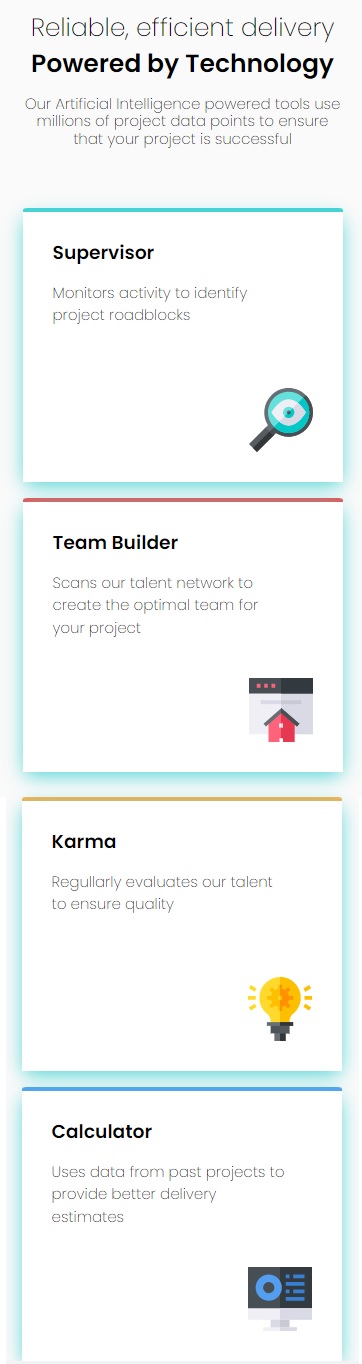 Reliable, efficient delivery
Powered by Technology
Our Artificial Intelligence powered tools use
millions of project data points to ensure
that your project is successful
Supervisor
Monitors activity to identify
project roadblocks
Team Builder
Scans our talent network to
create the optimal team for
your project
Karma
Regullarly evaluates our talent
to ensure quality
Calculator
Uses data from past projects to
provide better delivery
estimates